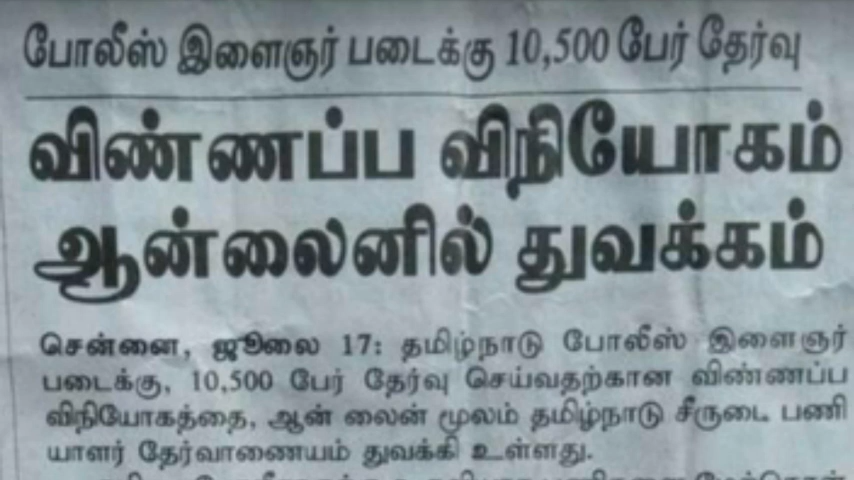 போலீஸ் இளைஞர் படைக்கு 10,500 பேர் தேர்வு
விண்ணப்ப விநியோகம்
ஆன்லைனில் துவக்கம்
சென்னை, ஜூலை 17: தமிழ்நாடு போலீஸ் இளைஞர்
படைக்கு, 10,500 பேர் தேர்வு செய்வதற்கான விண்ணப்ப
விநியோகத்தை, ஆன் லைன் மூலம் தமிழ்நாடு சீருடை பணி
யாளர் தேர்வாணையம் துவக்கி உள்ளது.